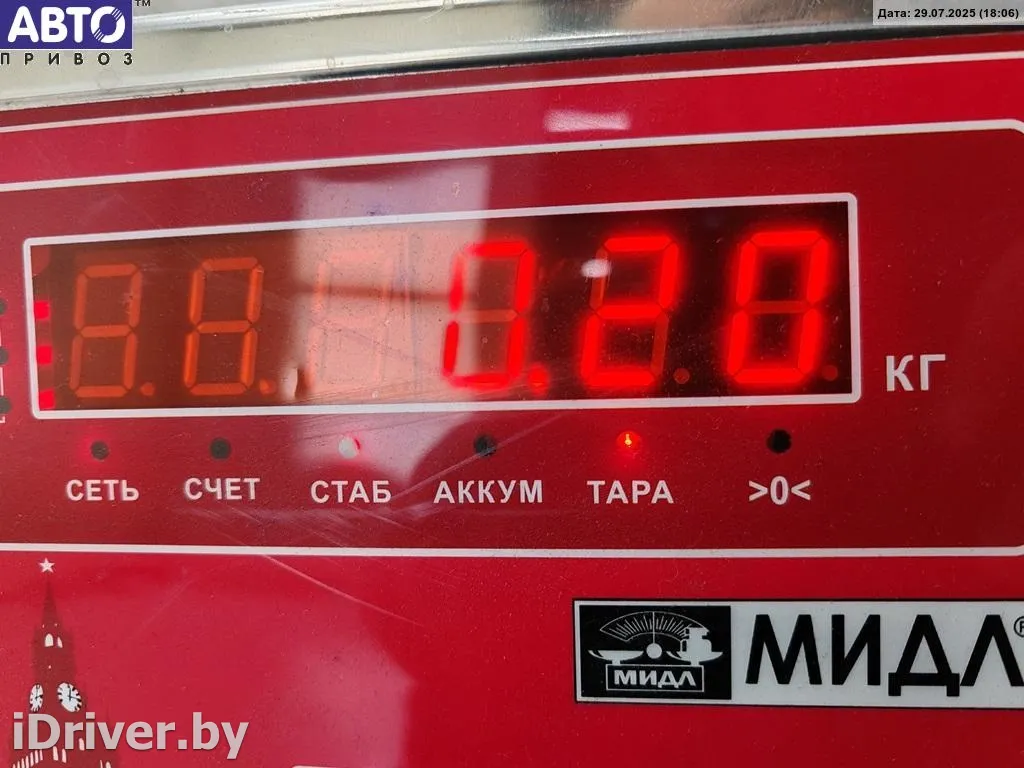 АВТО™
ПРИВОЗ
Дата: 29.07.2025 (18:06)
0.20
КГ
СЕТЬ СЧЕТ СТАБ АККУМ ТАРА >0<
МИДЛ
МИДЛ®
iDriver.by